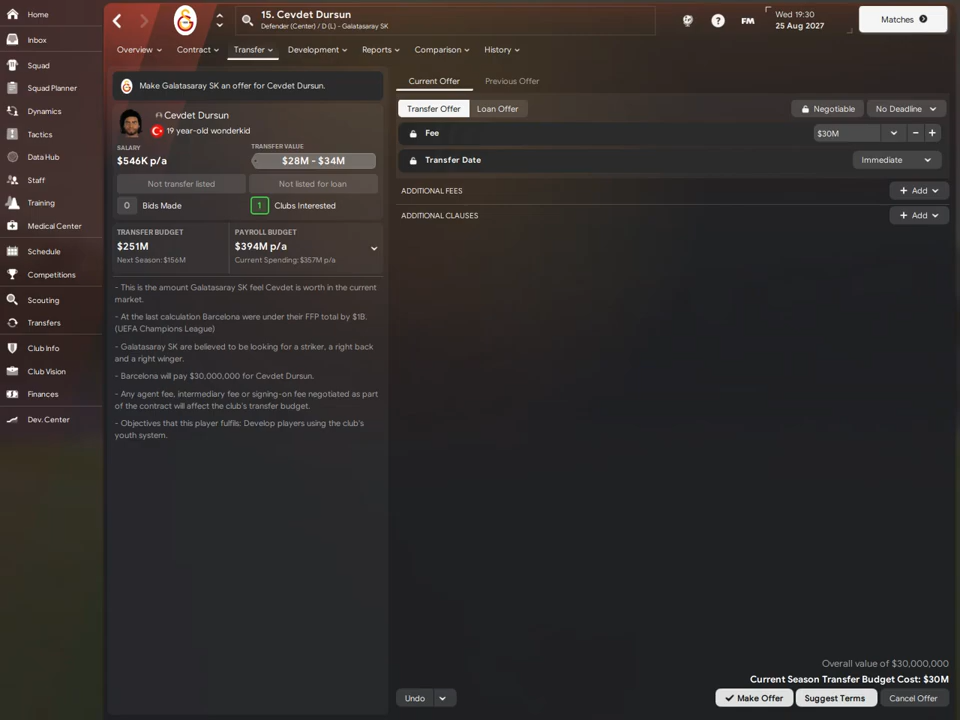 Home
Inbox
Squad
Squad Planner
Dynamics
Tactics
Data Hub
Staff
Training
Medical Center
Schedule
Competitions
Scouting
Transfers
Club Info
Club Vision
Finances
Dev. Center
15. Cevdet Dursun
Defender (Center) / D (L) - Galatasaray SK
?
FM
Wed 19:30
25 Aug 2027
Matches
Overview
Contract
Transfer
Development
Reports
Comparison
History
Make Galatasaray SK an offer for Cevdet Dursun.
Cevdet Dursun
19 year-old wonderkid
SALARY
$546K p/a
TRANSFER VALUE
$28M - $34M
Not transfer listed
Not listed for loan
0 Bids Made
1 Clubs Interested
TRANSFER BUDGET
$251M
Next Season: $156M
PAYROLL BUDGET
$394M p/a
Current Spending: $357M p/a
- This is the amount Galatasaray SK feel Cevdet is worth in the current
market.
- At the last calculation Barcelona were under their FFP total by $1B.
(UEFA Champions League)
- Galatasaray SK are believed to be looking for a striker, a right back
and a right winger.
- Barcelona will pay $30,000,000 for Cevdet Dursun.
- Any agent fee, intermediary fee or signing-on fee negotiated as part
of the contract will affect the club's transfer budget.
- Objectives that this player fulfils: Develop players using the club's
youth system.
Current Offer
Previous Offer
Transfer Offer
Loan Offer
Negotiable
No Deadline
Fee
$30M
Transfer Date
Immediate
ADDITIONAL FEES
+ Add
ADDITIONAL CLAUSES
+ Add
Overall value of $30,000,000
Current Season Transfer Budget Cost: $30M
Undo
Make Offer
Suggest Terms
Cancel Offer